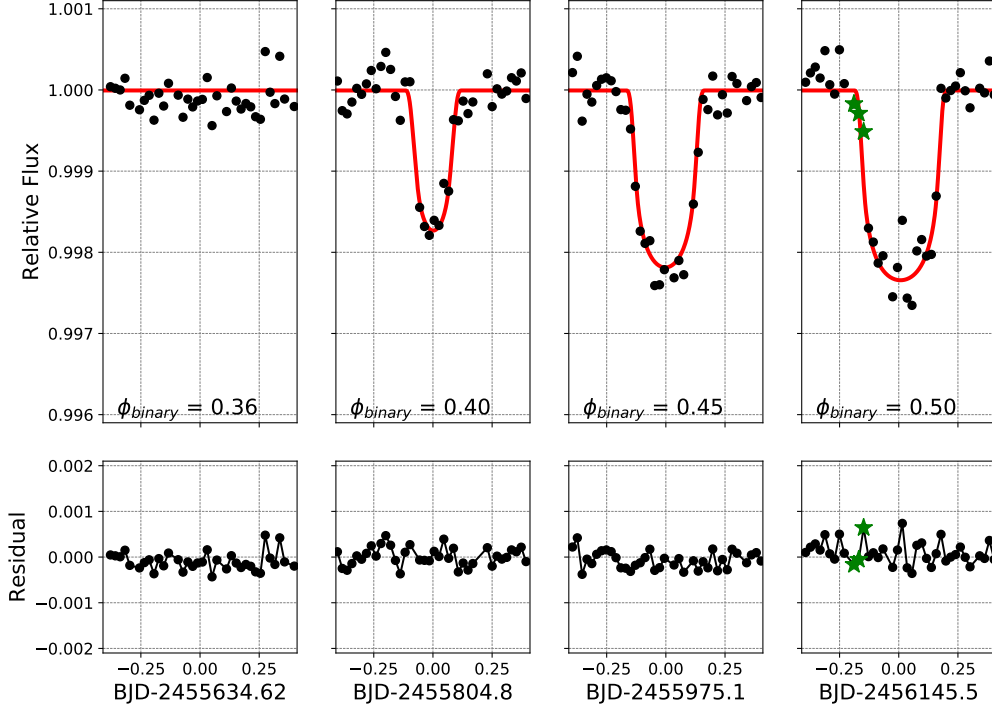 1.001
1.000
0.999
0.998
0.997
0.996
Relative Flux
ϕbinary = 0.36
ϕbinary = 0.40
ϕbinary = 0.45
ϕbinary = 0.50
0.002
0.001
0.000
−0.001
−0.002
Residual
−0.25 0.00 0.25
−0.25 0.00 0.25
−0.25 0.00 0.25
−0.25 0.00 0.25
BJD-2455634.62
BJD-2455804.8
BJD-2455975.1
BJD-2456145.5